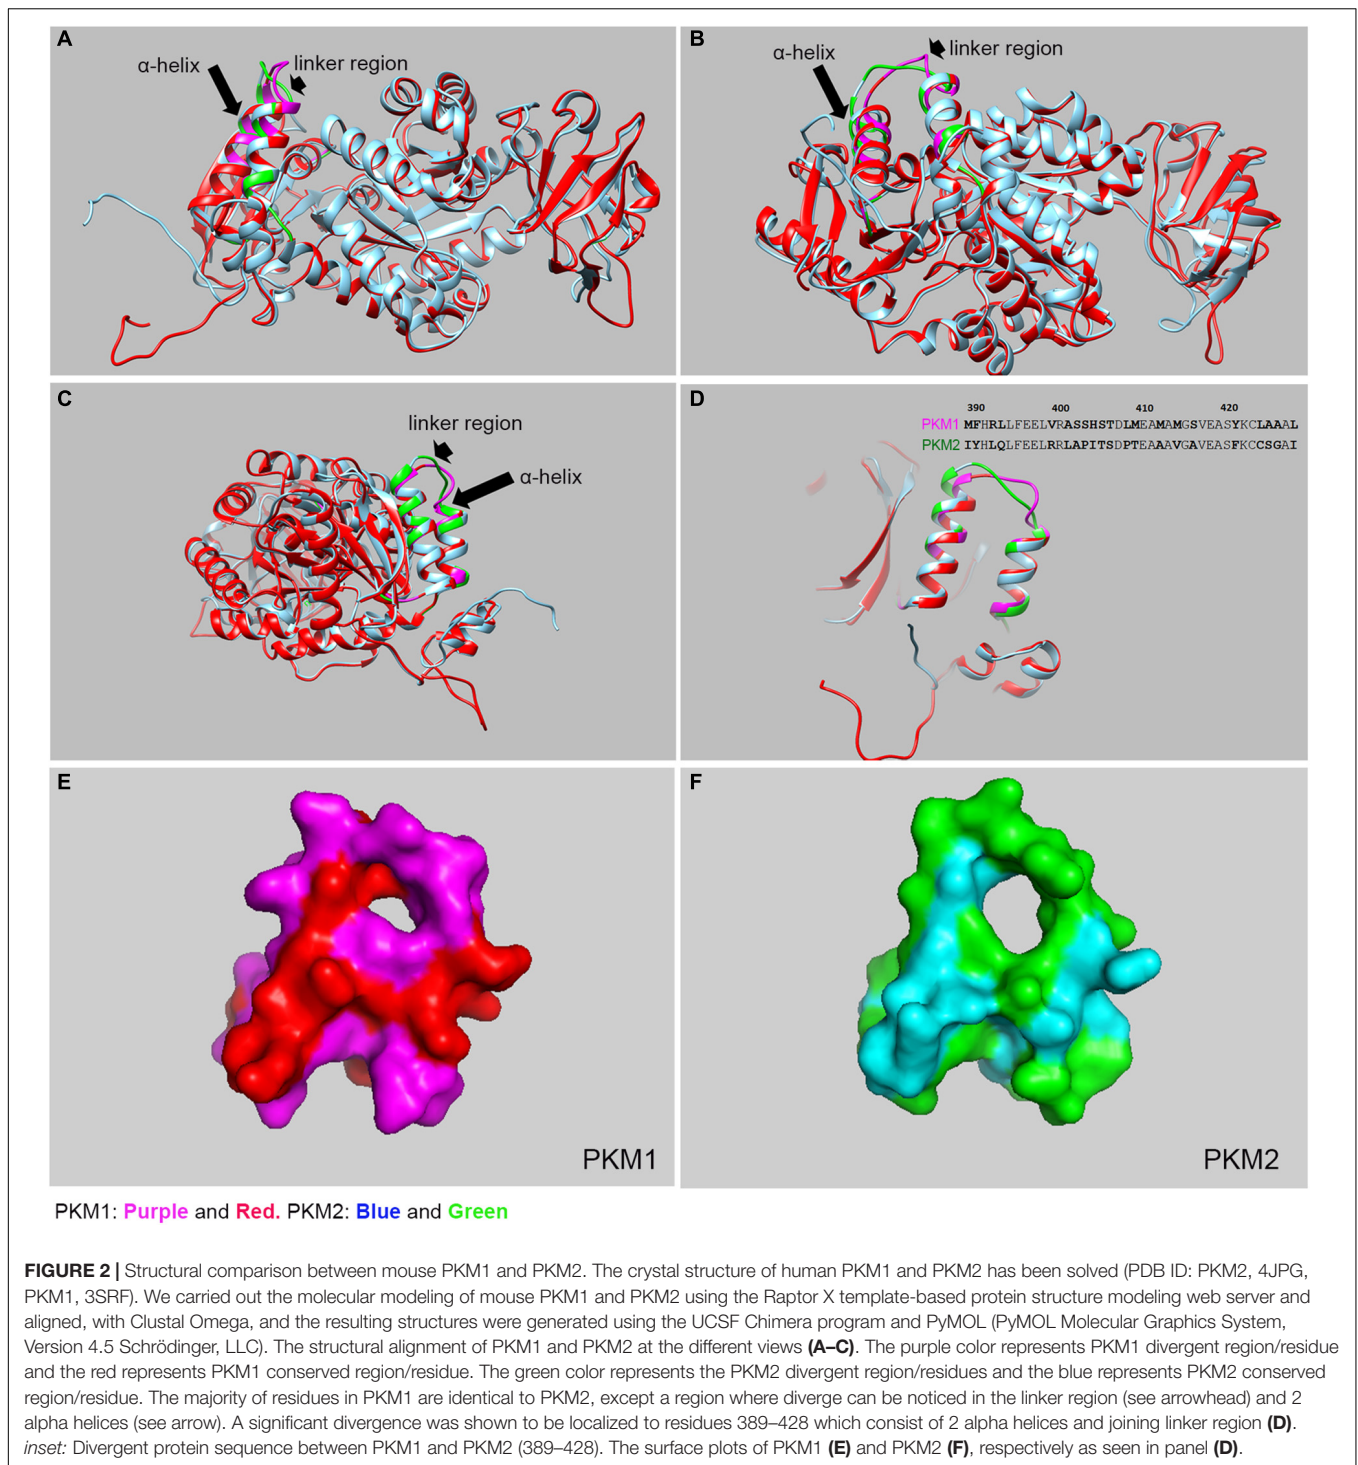 A
α-helix
linker region
B
α-helix
linker region
C
linker region
α-helix
D
390 400 410 420
PKM1 MFHRLLFEELVRASSHSTDLMEAMAMGSVEASYKCLAAAL
PKM2 IYHLQLFEELRRLAPITSDPTEAAAVGAVEASFKCCSGAI
E
PKM1
F
PKM2
PKM1: Purple and Red. PKM2: Blue and Green
FIGURE 2 | Structural comparison between mouse PKM1 and PKM2. The crystal structure of human PKM1 and PKM2 has been solved (PDB ID: PKM2, 4JPG,
PKM1, 3SRF). We carried out the molecular modeling of mouse PKM1 and PKM2 using the Raptor X template-based protein structure modeling web server and
aligned, with Clustal Omega, and the resulting structures were generated using the UCSF Chimera program and PyMOL (PyMOL Molecular Graphics System,
Version 4.5 Schrödinger, LLC). The structural alignment of PKM1 and PKM2 at the different views (A–C). The purple color represents PKM1 divergent region/residue
and the red represents PKM1 conserved region/residue. The green color represents the PKM2 divergent region/residues and the blue represents PKM2 conserved
region/residue. The majority of residues in PKM1 are identical to PKM2, except a region where diverge can be noticed in the linker region (see arrowhead) and 2
alpha helices (see arrow). A significant divergence was shown to be localized to residues 389–428 which consist of 2 alpha helices and joining linker region (D).
inset: Divergent protein sequence between PKM1 and PKM2 (389–428). The surface plots of PKM1 (E) and PKM2 (F), respectively as seen in panel (D).